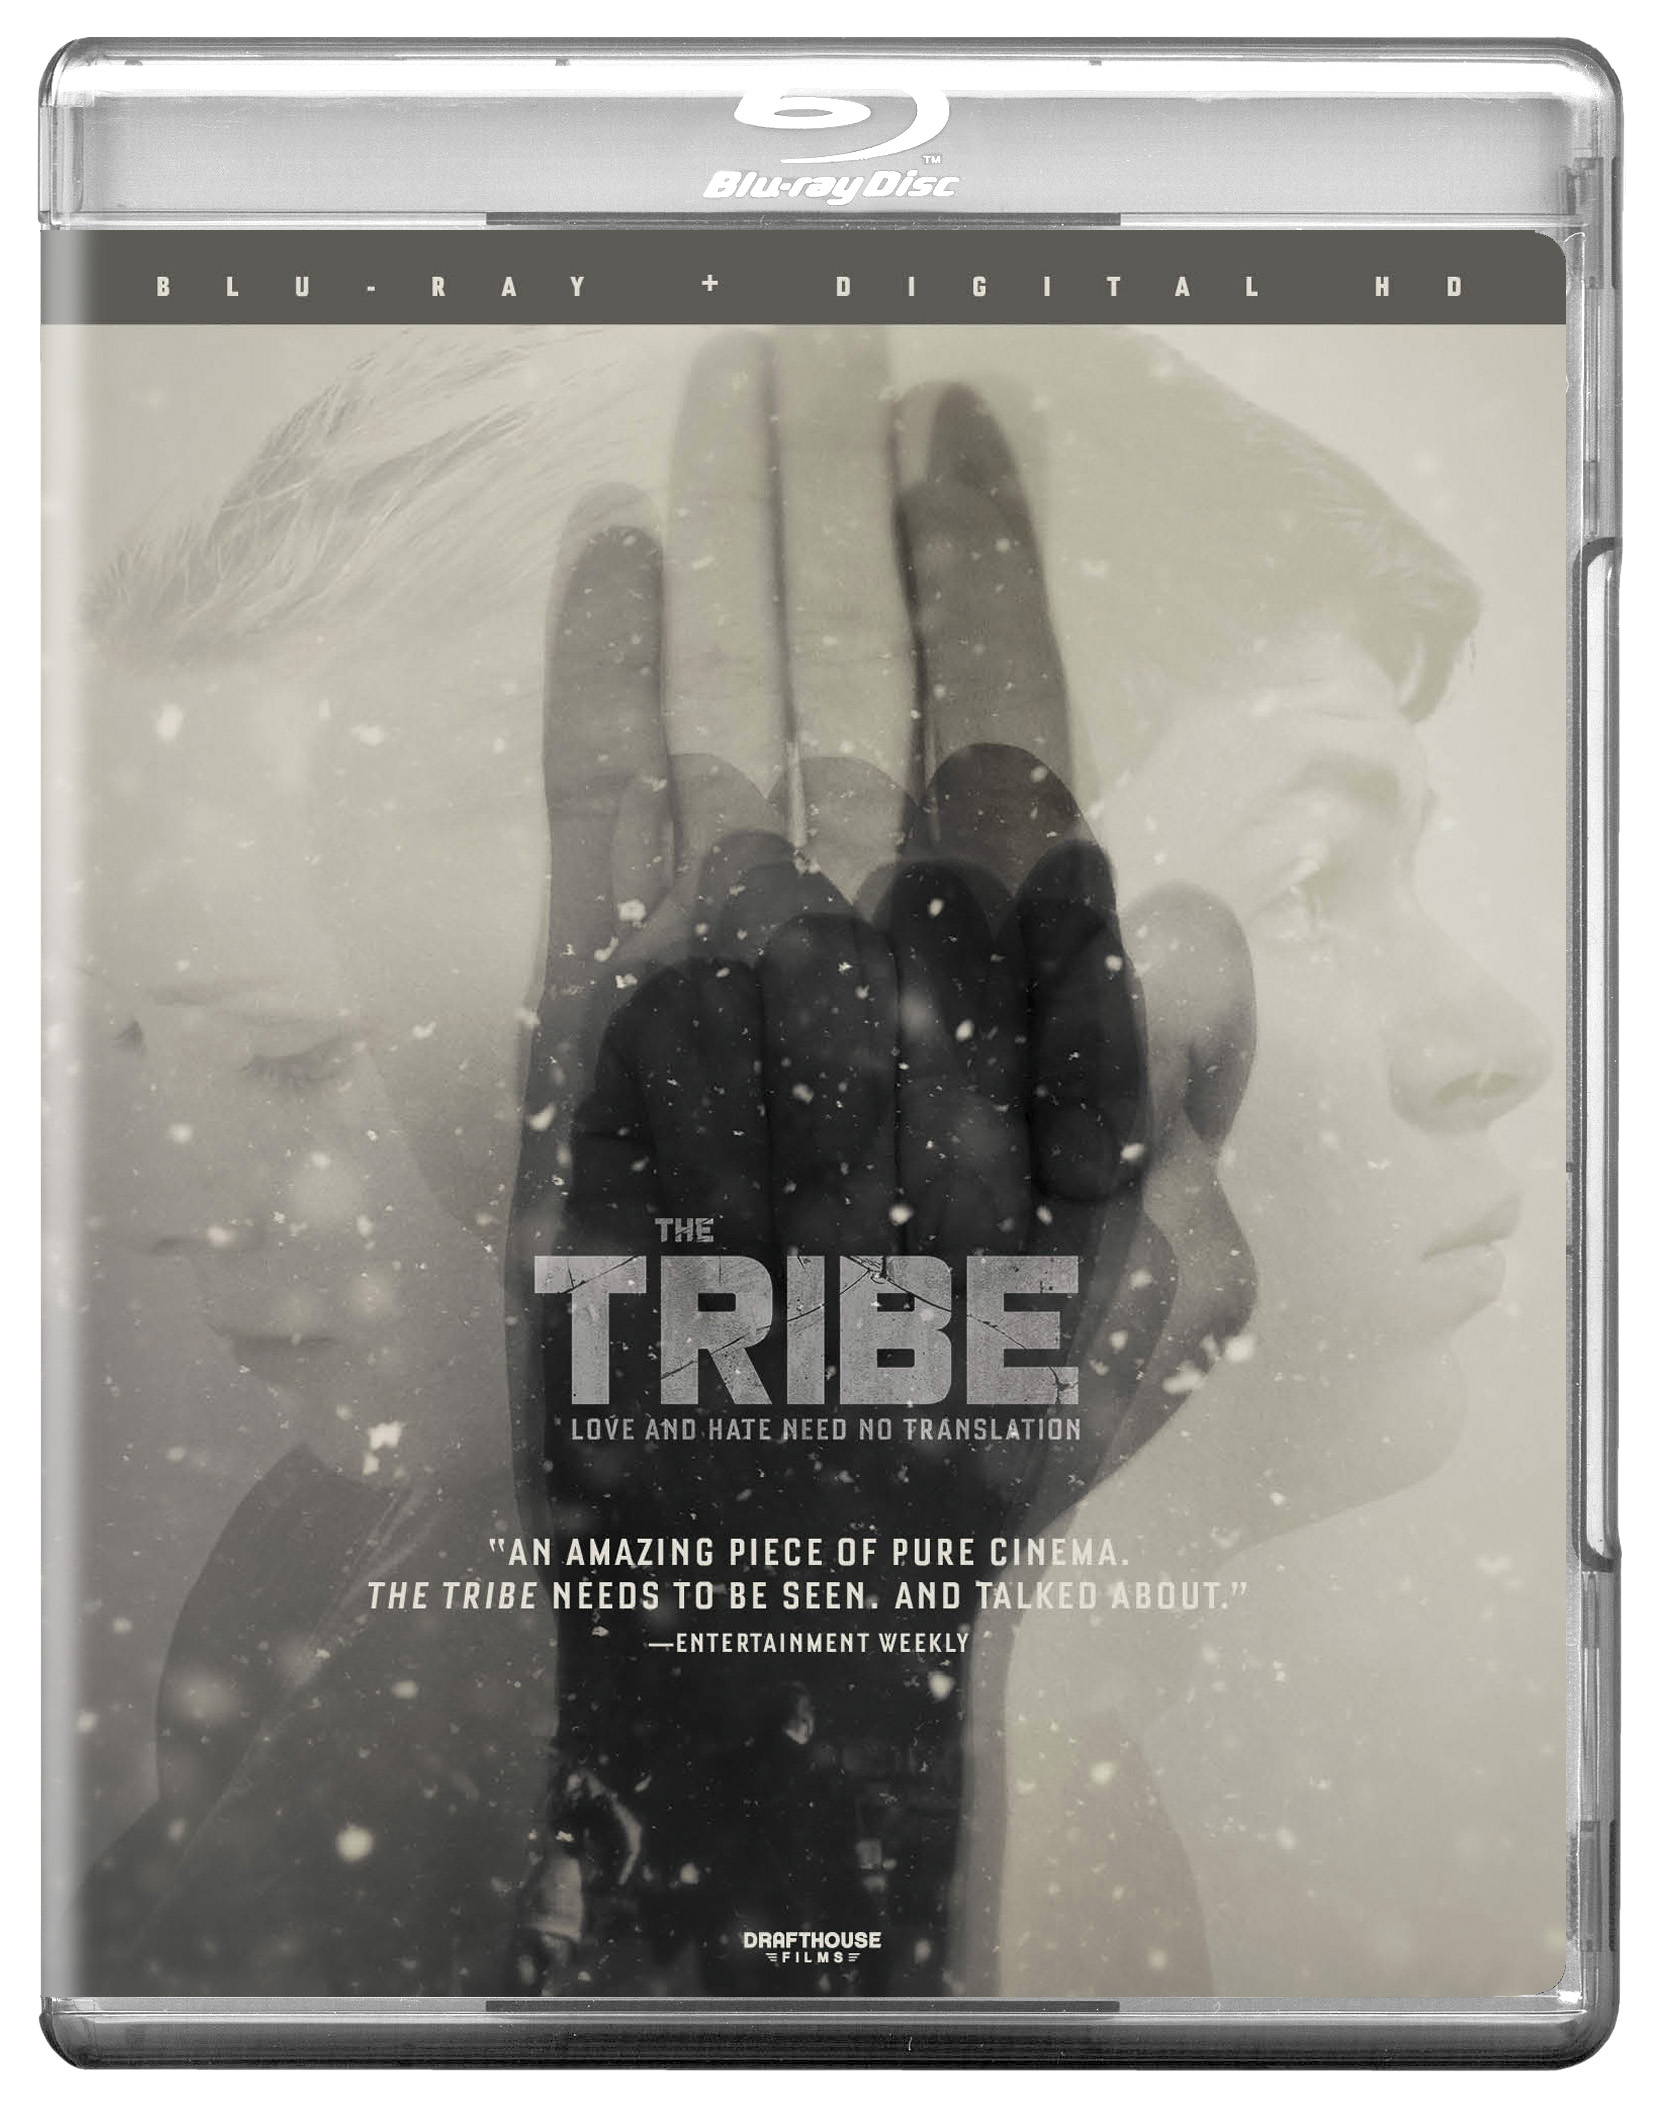 Blu-ray Disc™
BLU-RAY + DIGITAL HD
THE
TRIBE
LOVE AND HATE NEED NO TRANSLATION
“AN AMAZING PIECE OF PURE CINEMA.
THE TRIBE NEEDS TO BE SEEN. AND TALKED ABOUT.”
—ENTERTAINMENT WEEKLY
DRAFTHOUSE
FILMS